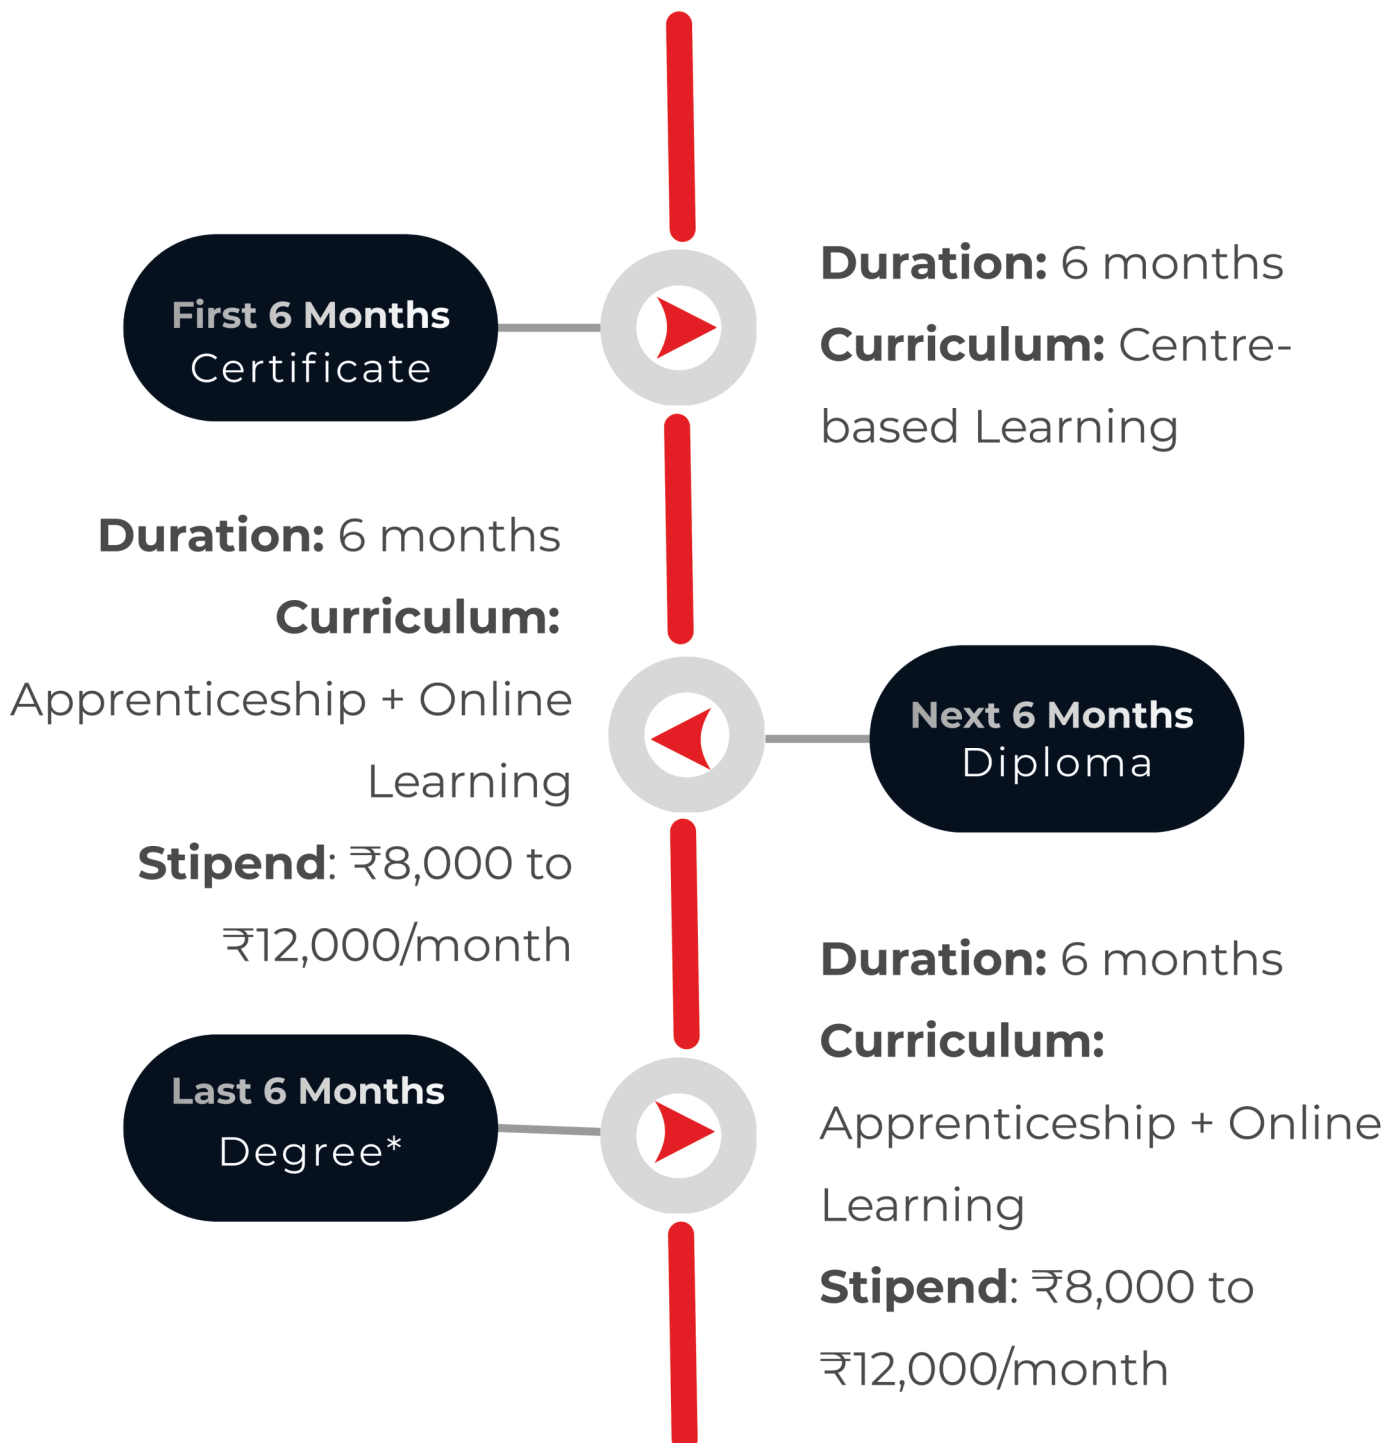 First 6 Months
Certificate
Duration: 6 months
Curriculum: Centre-
based Learning
Duration: 6 months
Curriculum:
Apprenticeship + Online
Learning
Stipend: ₹8,000 to
₹12,000/month
Next 6 Months
Diploma
Last 6 Months
Degree*
Duration: 6 months
Curriculum:
Apprenticeship + Online
Learning
Stipend: ₹8,000 to
₹12,000/month